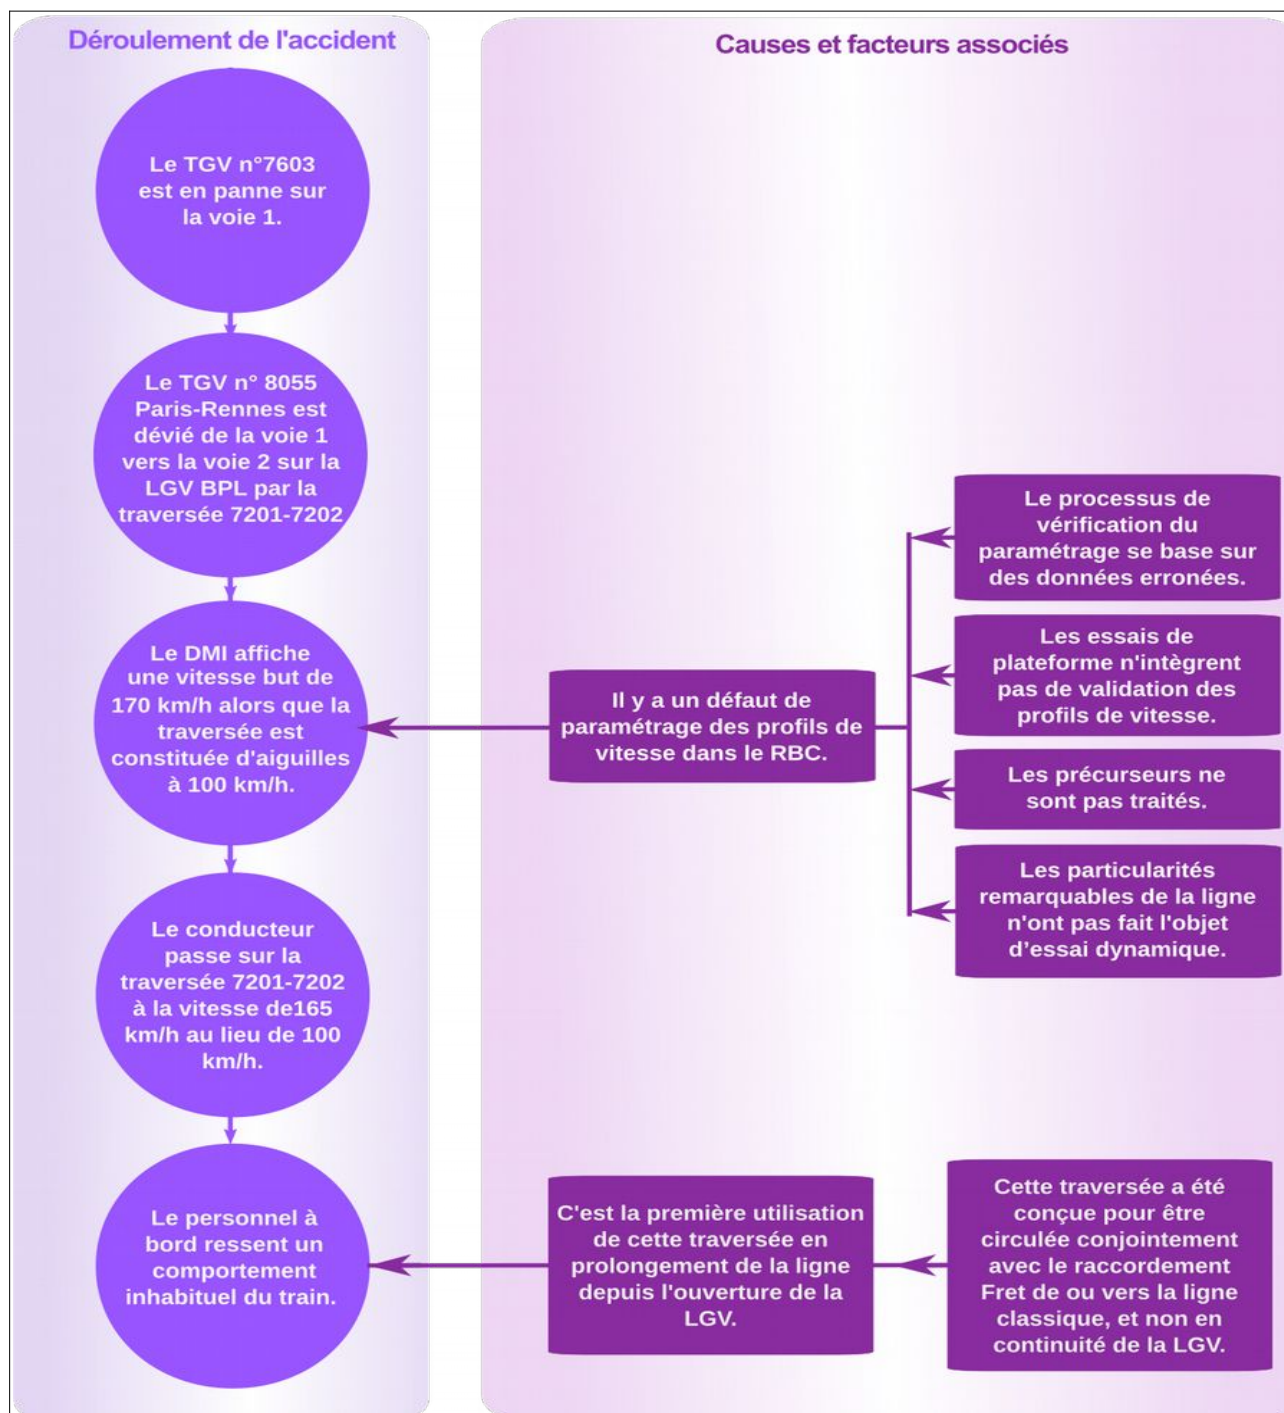 Déroulement de l'accident
Causes et facteurs associés
Le TGV n°7603
est en panne sur
la voie 1.
Le TGV n° 8055
Paris-Rennes est
dévié de la voie 1
vers la voie 2 sur la
LGV BPL par la
traversée 7201-7202
Le DMI affiche
une vitesse but de
170 km/h alors que la
traversée est
constituée d'aiguilles
à 100 km/h.
Il y a un défaut de
paramétrage des profils de
vitesse dans le RBC.
Le processus de
vérification du
paramétrage se base sur
des données erronées.
Les essais de
plateforme n'intègrent
pas de validation des
profils de vitesse.
Les précurseurs ne
sont pas traités.
Les particularités
remarquables de la ligne
n'ont pas fait l'objet
d’essai dynamique.
Le conducteur
passe sur la
traversée 7201-7202
à la vitesse de165
km/h au lieu de 100
km/h.
Le personnel à
bord ressent un
comportement
inhabituel du train.
C'est la première utilisation
de cette traversée en
prolongement de la ligne
depuis l'ouverture de la
LGV.
Cette traversée a été
conçue pour être
circulée conjointement
avec le raccordement
Fret de ou vers la ligne
classique, et non en
continuité de la LGV.